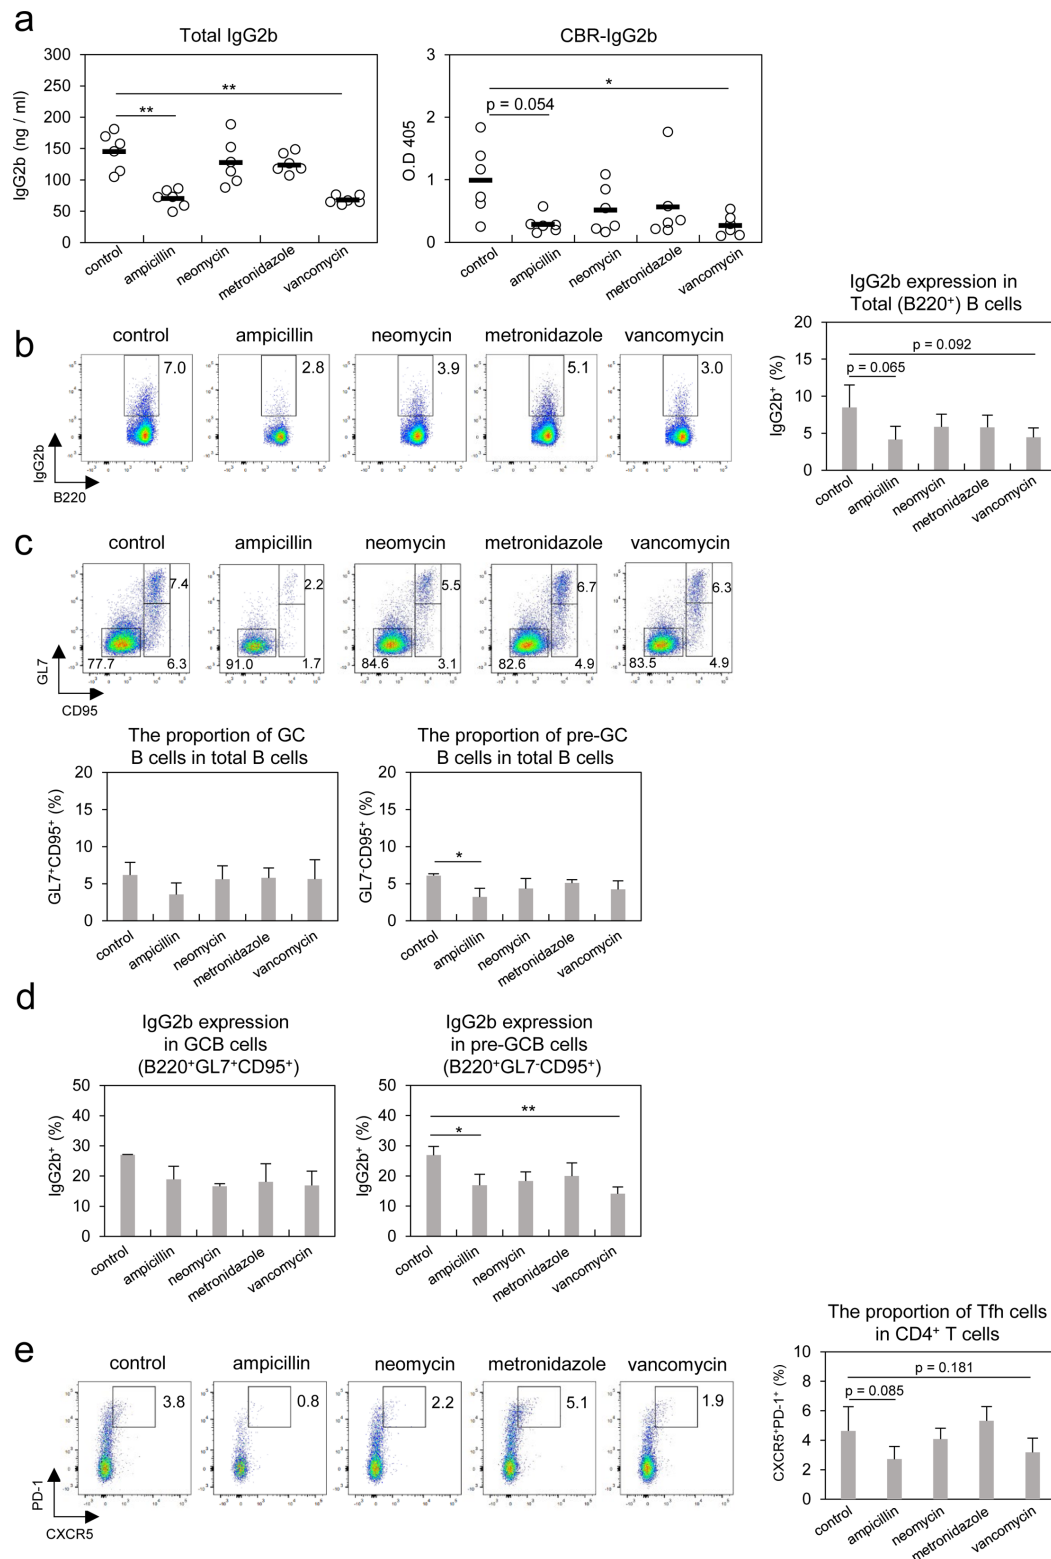 a
Total IgG2b
IgG2b (ng / ml)
300
250
200
150
100
50
0
**
**
control
ampicillin
neomycin
metronidazole
vancomycin
CBR-IgG2b
O.D 405
3
2
1
0
*
p = 0.054
control
ampicillin
neomycin
metronidazole
vancomycin
b
control
ampicillin
neomycin
metronidazole
vancomycin
7.0
2.8
3.9
5.1
3.0
IgG2b
B220
IgG2b expression in
Total (B220⁺) B cells
IgG2b⁺ (%)
20
15
10
5
0
p = 0.092
p = 0.065
control
ampicillin
neomycin
metronidazole
vancomycin
c
control
ampicillin
neomycin
metronidazole
vancomycin
7.4
77.7
6.3
2.2
91.0
1.7
5.5
84.6
3.1
6.7
82.6
4.9
6.3
83.5
4.9
GL7
CD95
The proportion of GC
B cells in total B cells
GL7⁺CD95⁺ (%)
20
15
10
5
0
control
ampicillin
neomycin
metronidazole
vancomycin
The proportion of pre-GC
B cells in total B cells
GL7⁻CD95⁺ (%)
20
15
10
5
0
*
control
ampicillin
neomycin
metronidazole
vancomycin
d
IgG2b expression
in GCB cells
(B220⁺GL7⁺CD95⁺)
IgG2b⁺ (%)
50
40
30
20
10
0
control
ampicillin
neomycin
metronidazole
vancomycin
IgG2b expression
in pre-GCB cells
(B220⁺GL7⁻CD95⁺)
IgG2b⁺ (%)
50
40
30
20
10
0
**
*
control
ampicillin
neomycin
metronidazole
vancomycin
e
control
ampicillin
neomycin
metronidazole
vancomycin
3.8
0.8
2.2
5.1
1.9
PD-1
CXCR5
The proportion of Tfh cells
in CD4⁺ T cells
CXCR5⁺PD-1⁺ (%)
10
8
6
4
2
0
p = 0.181
p = 0.085
control
ampicillin
neomycin
metronidazole
vancomycin